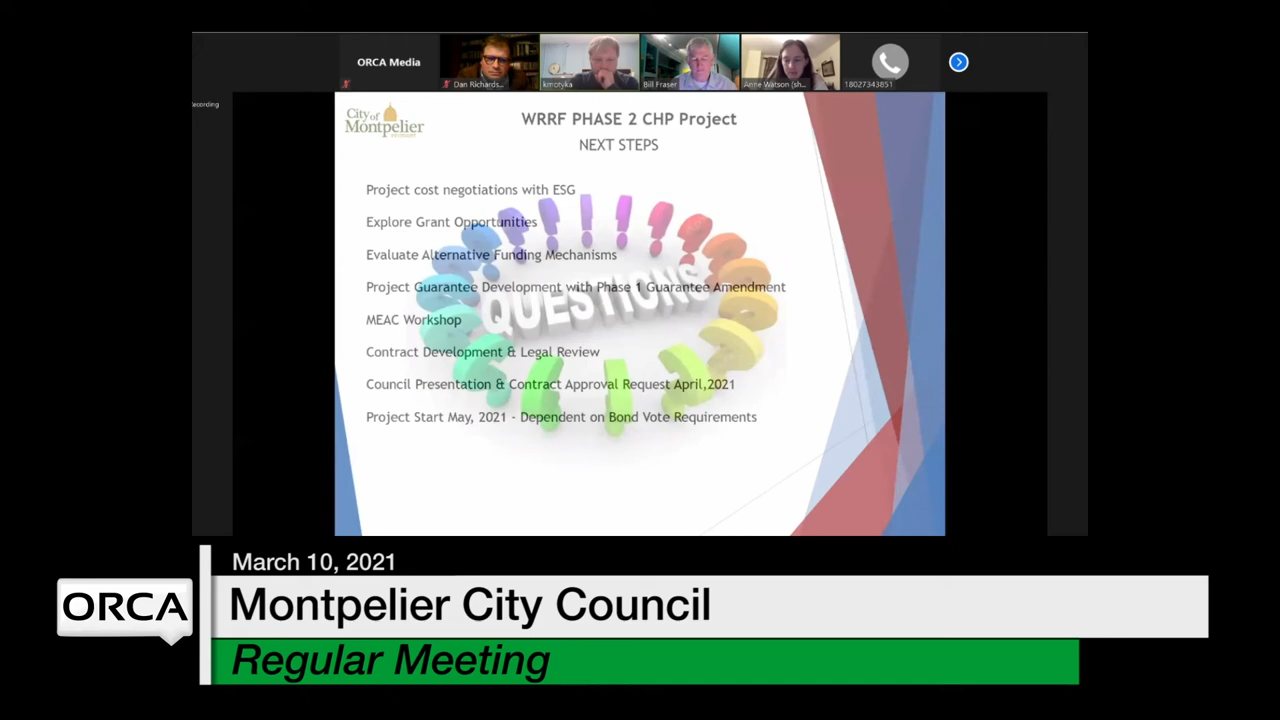 ORCA Media
Dan Richards...
kmotyka
Bill Fraser
Anne Watson (sh...
18027343851
ecording
City of
Montpelier
WRRF PHASE 2 CHP Project
NEXT STEPS
Project cost negotiations with ESG
Explore Grant Opportunities
Evaluate Alternative Funding Mechanisms
Project Guarantee Development with Phase 1 Guarantee Amendment
QUESTIONS
MEAC Workshop
Contract Development & Legal Review
Council Presentation & Contract Approval Request April,2021
Project Start May, 2021 - Dependent on Bond Vote Requirements
March 10, 2021
ORCA
Montpelier City Council
Regular Meeting